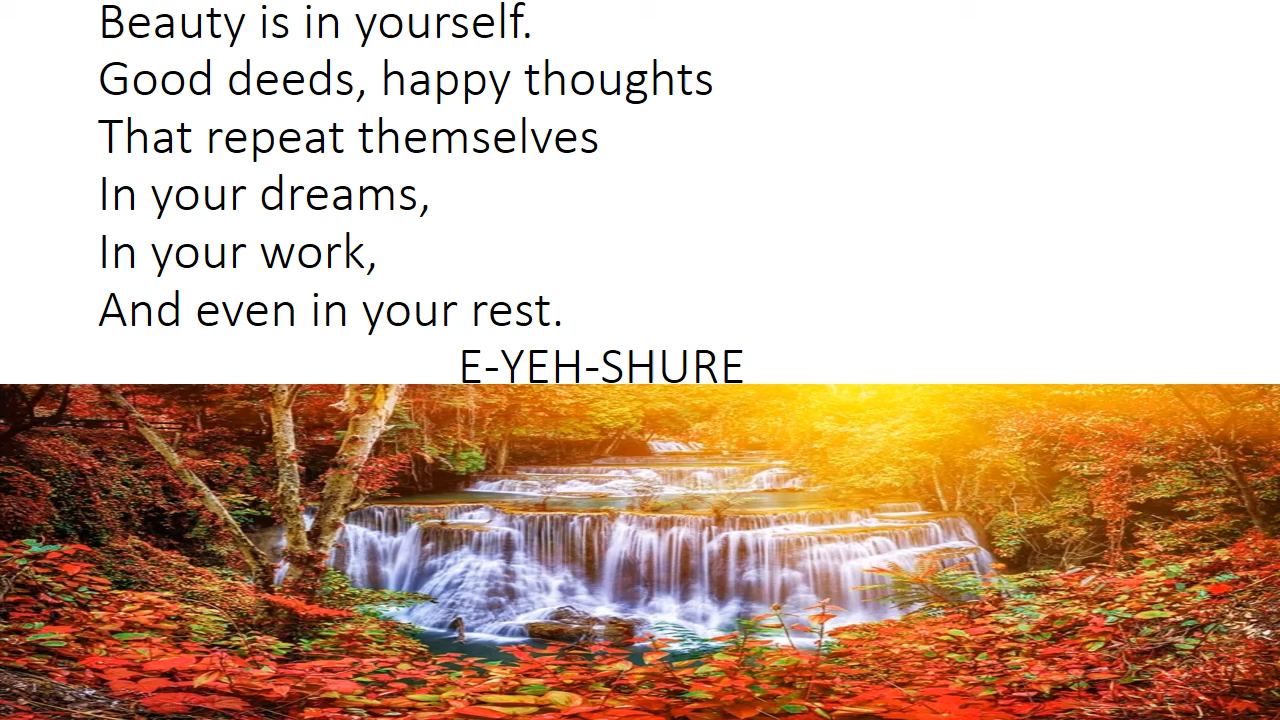 Beauty is in yourself.
Good deeds, happy thoughts
That repeat themselves
In your dreams,
In your work,
And even in your rest.
E-YEH-SHURE